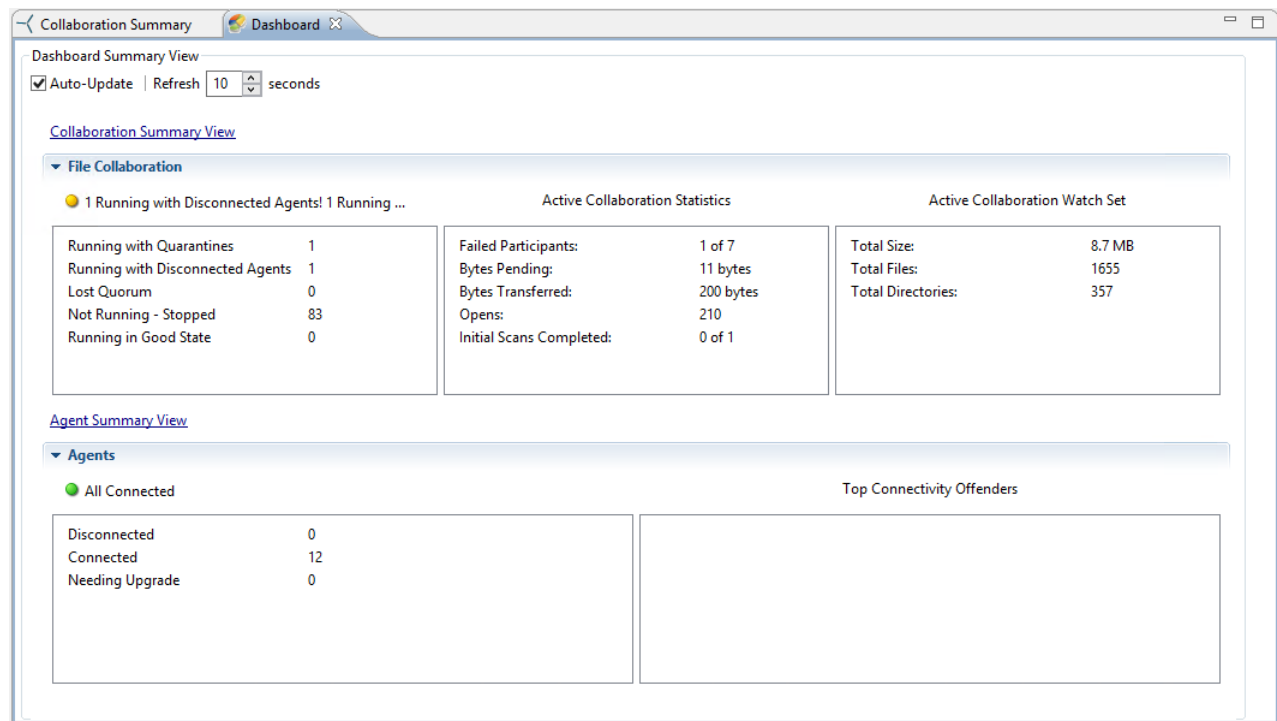 Collaboration Summary Dashboard
Dashboard Summary View
Auto-Update Refresh 10 seconds
Collaboration Summary View
File Collaboration
1 Running with Disconnected Agents! 1 Running ...
Running with Quarantines 1
Running with Disconnected Agents 1
Lost Quorum 0
Not Running - Stopped 83
Running in Good State 0
Active Collaboration Statistics
Failed Participants: 1 of 7
Bytes Pending: 11 bytes
Bytes Transferred: 200 bytes
Opens: 210
Initial Scans Completed: 0 of 1
Active Collaboration Watch Set
Total Size: 8.7 MB
Total Files: 1655
Total Directories: 357
Agent Summary View
Agents
All Connected
Disconnected 0
Connected 12
Needing Upgrade 0
Top Connectivity Offenders